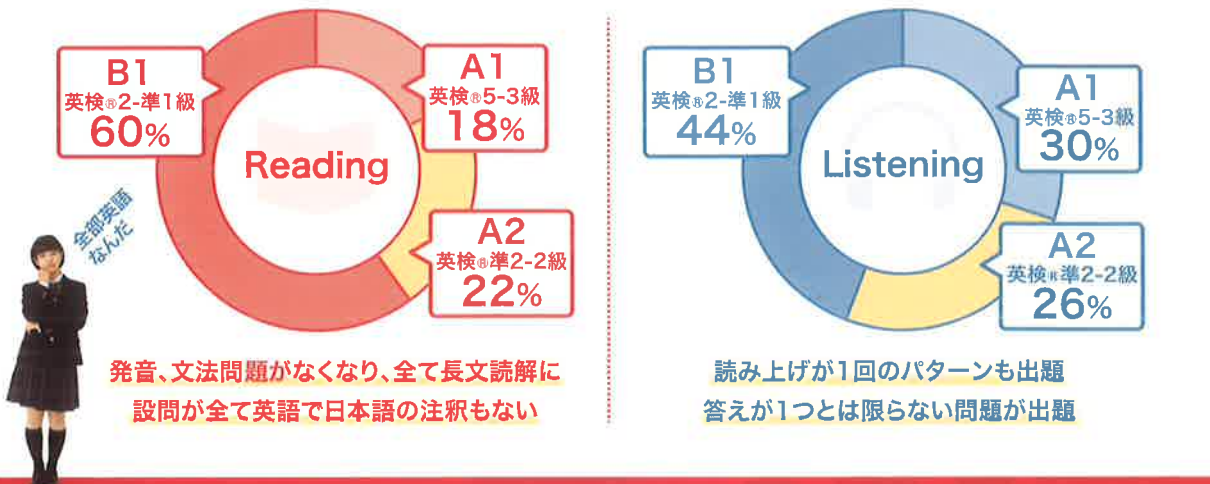 B1
英検®2-準1級
60%
A1
英検®5-3級
18%
Reading
A2
英検®準2-2級
22%
全部英語
なんだ
発音、文法問題がなくなり、全て長文読解に
設問が全て英語で日本語の注釈もない
B1
英検®2-準1級
44%
A1
英検®5-3級
30%
Listening
A2
英検®準2-2級
26%
読み上げが1回のパターンも出題
答えが1つとは限らない問題が出題